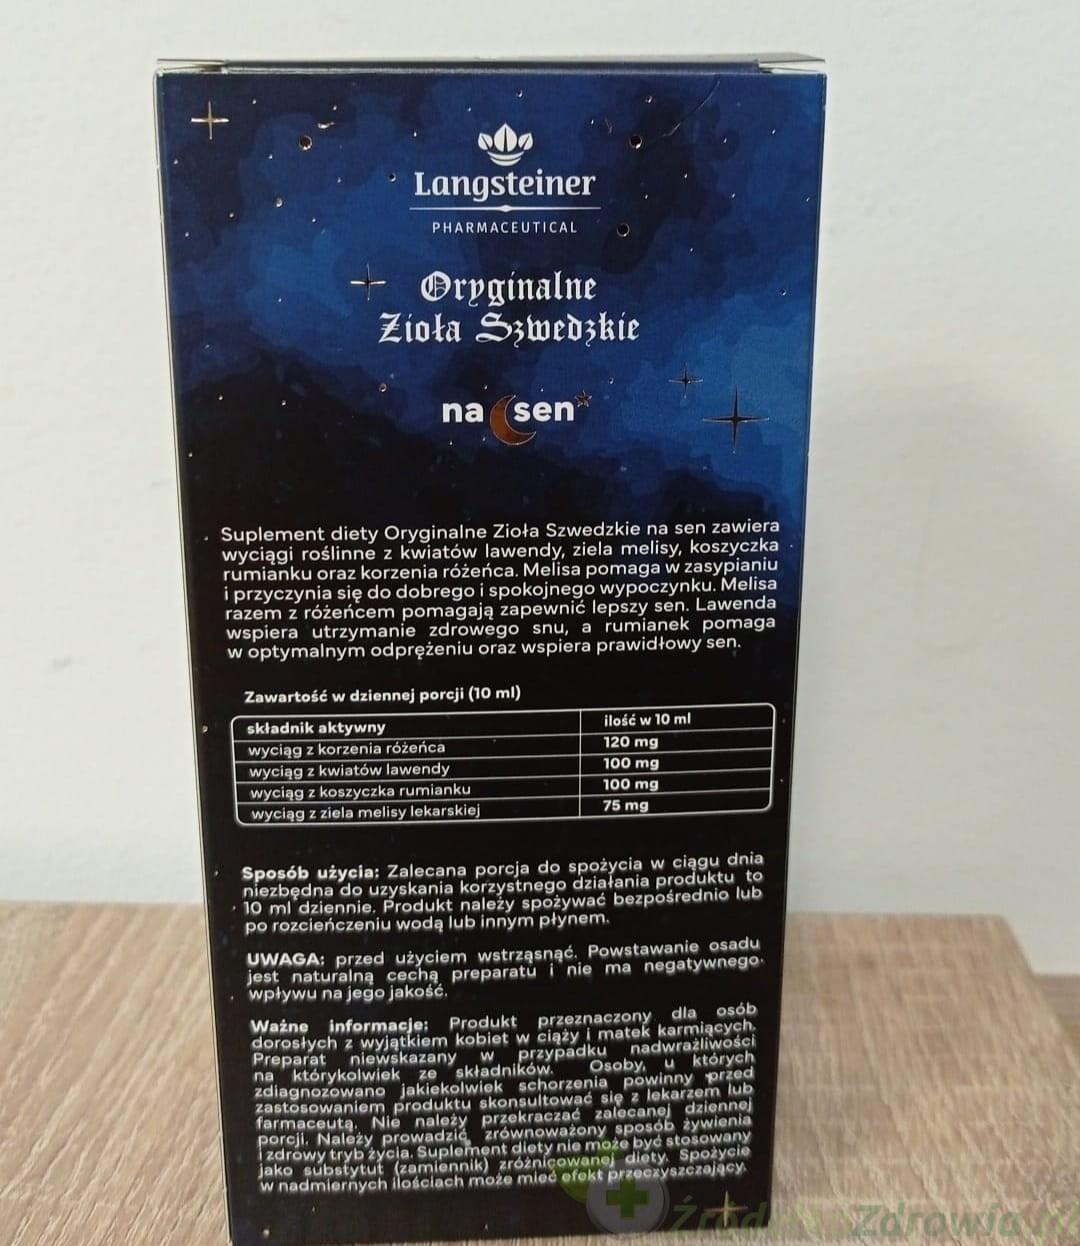 Langsteiner
PHARMACEUTICAL
Oryginalne
Zioła Szwedzkie
na sen
Suplement diety Oryginalne Zioła Szwedzkie na sen zawiera
wyciągi roślinne z kwiatów lawendy, ziela melisy, koszyczka
rumianku oraz korzenia różeńca. Melisa pomaga w zasypianiu
i przyczynia się do dobrego i spokojnego wypoczynku. Melisa
razem z różeńcem pomagają zapewnić lepszy sen. Lawenda
wspiera utrzymanie zdrowego snu, a rumianek pomaga
w optymalnym odprężeniu oraz wspiera prawidłowy sen.
Zawartość w dziennej porcji (10 ml)
składnik aktywny ilość w 10 ml
wyciąg z korzenia różeńca 120 mg
wyciąg z kwiatów lawendy 100 mg
wyciąg z koszyczka rumianku 100 mg
wyciąg z ziela melisy lekarskiej 75 mg
Sposób użycia: Zalecana porcja do spożycia w ciągu dnia
niezbędna do uzyskania korzystnego działania produktu to
10 ml dziennie. Produkt należy spożywać bezpośrednio lub
po rozcieńczeniu wodą lub innym płynem.
UWAGA: przed użyciem wstrząsnąć. Powstawanie osadu
jest naturalną cechą preparatu i nie ma negatywnego
wpływu na jego jakość.
Ważne informacje: Produkt przeznaczony dla osób
dorosłych z wyjątkiem kobiet w ciąży i matek karmiących.
Preparat niewskazany w przypadku nadwrażliwości
na którykolwiek ze składników. Osoby, u których
zdiagnozowano jakiekolwiek schorzenia powinny przed
zastosowaniem produktu skonsultować się z lekarzem lub
farmaceutą. Nie należy przekraczać zalecanej dziennej
porcji. Należy prowadzić zrównoważony sposób żywienia
i zdrowy tryb życia. Suplement diety nie może być stosowany
jako substytut (zamiennik) zróżnicowanej diety. Spożycie
w nadmiernych ilościach może mieć efekt przeczyszczający.
ŹródełkoZdrowia.pl